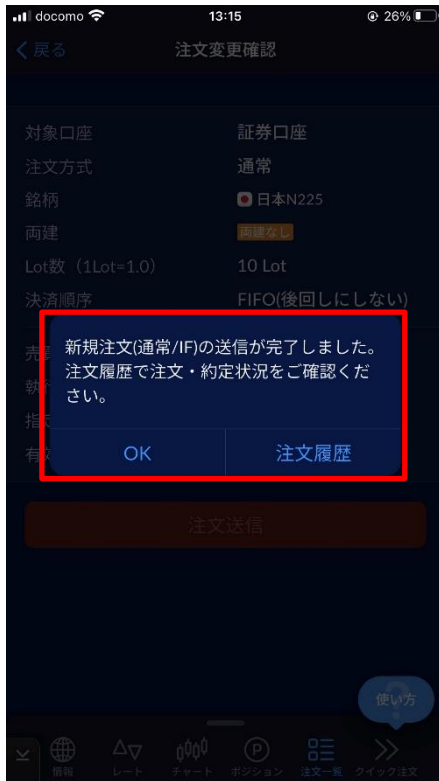 docomo 13:15 26%
戻る 注文変更確認
対象口座 証券口座
注文方式 通常
銘柄 日本N225
両建 両建なし
Lot数（1Lot=1.0） 10 Lot
決済順序 FIFO(後回しにしない)
新規注文(通常/IF)の送信が完了しました。
注文履歴で注文・約定状況をご確認くだ
さい。
OK 注文履歴
注文送信
使い方
情報 レート チャート ポジション 注文一覧 クイック注文